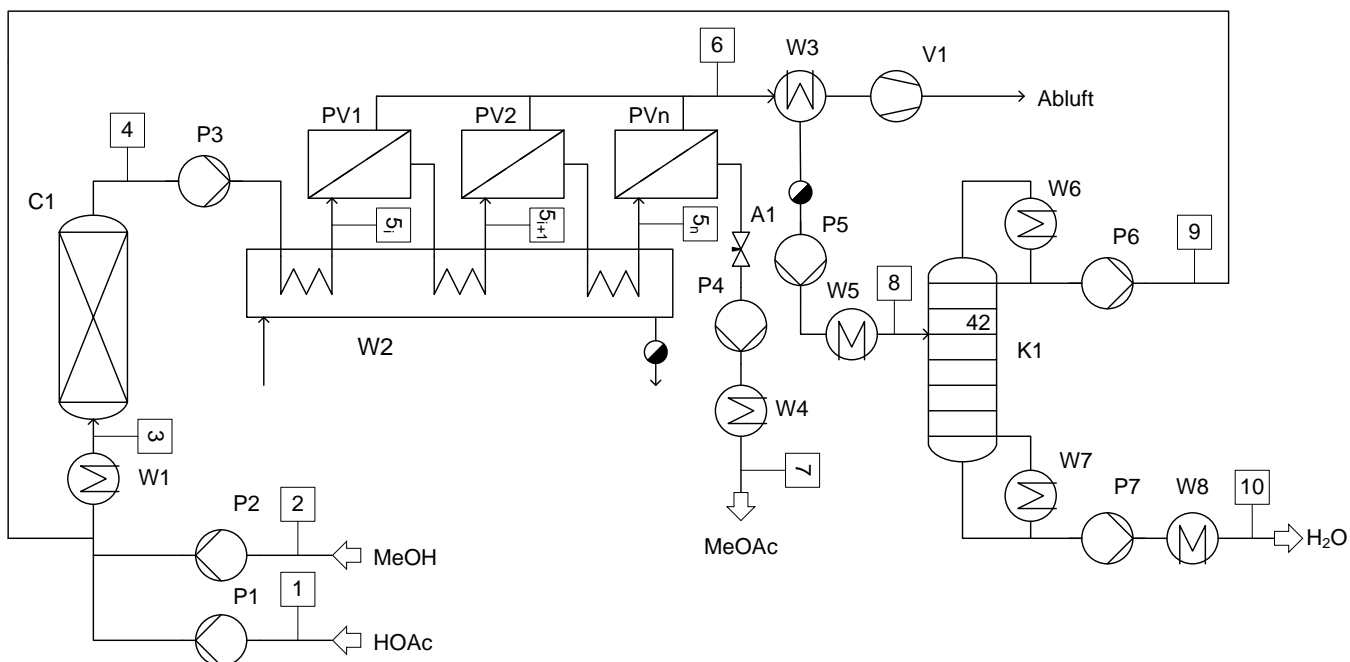 6
W3
V1
Abluft
PV1
PV2
PVn
4
P3
C1
5i
5i+1
5n
A1
P5
W6
P6
9
P4
W5
8
42
K1
W2
W4
3
W1
7
W7
P7
W8
10
P2
2
MeOH
MeOAc
H₂O
P1
1
HOAc